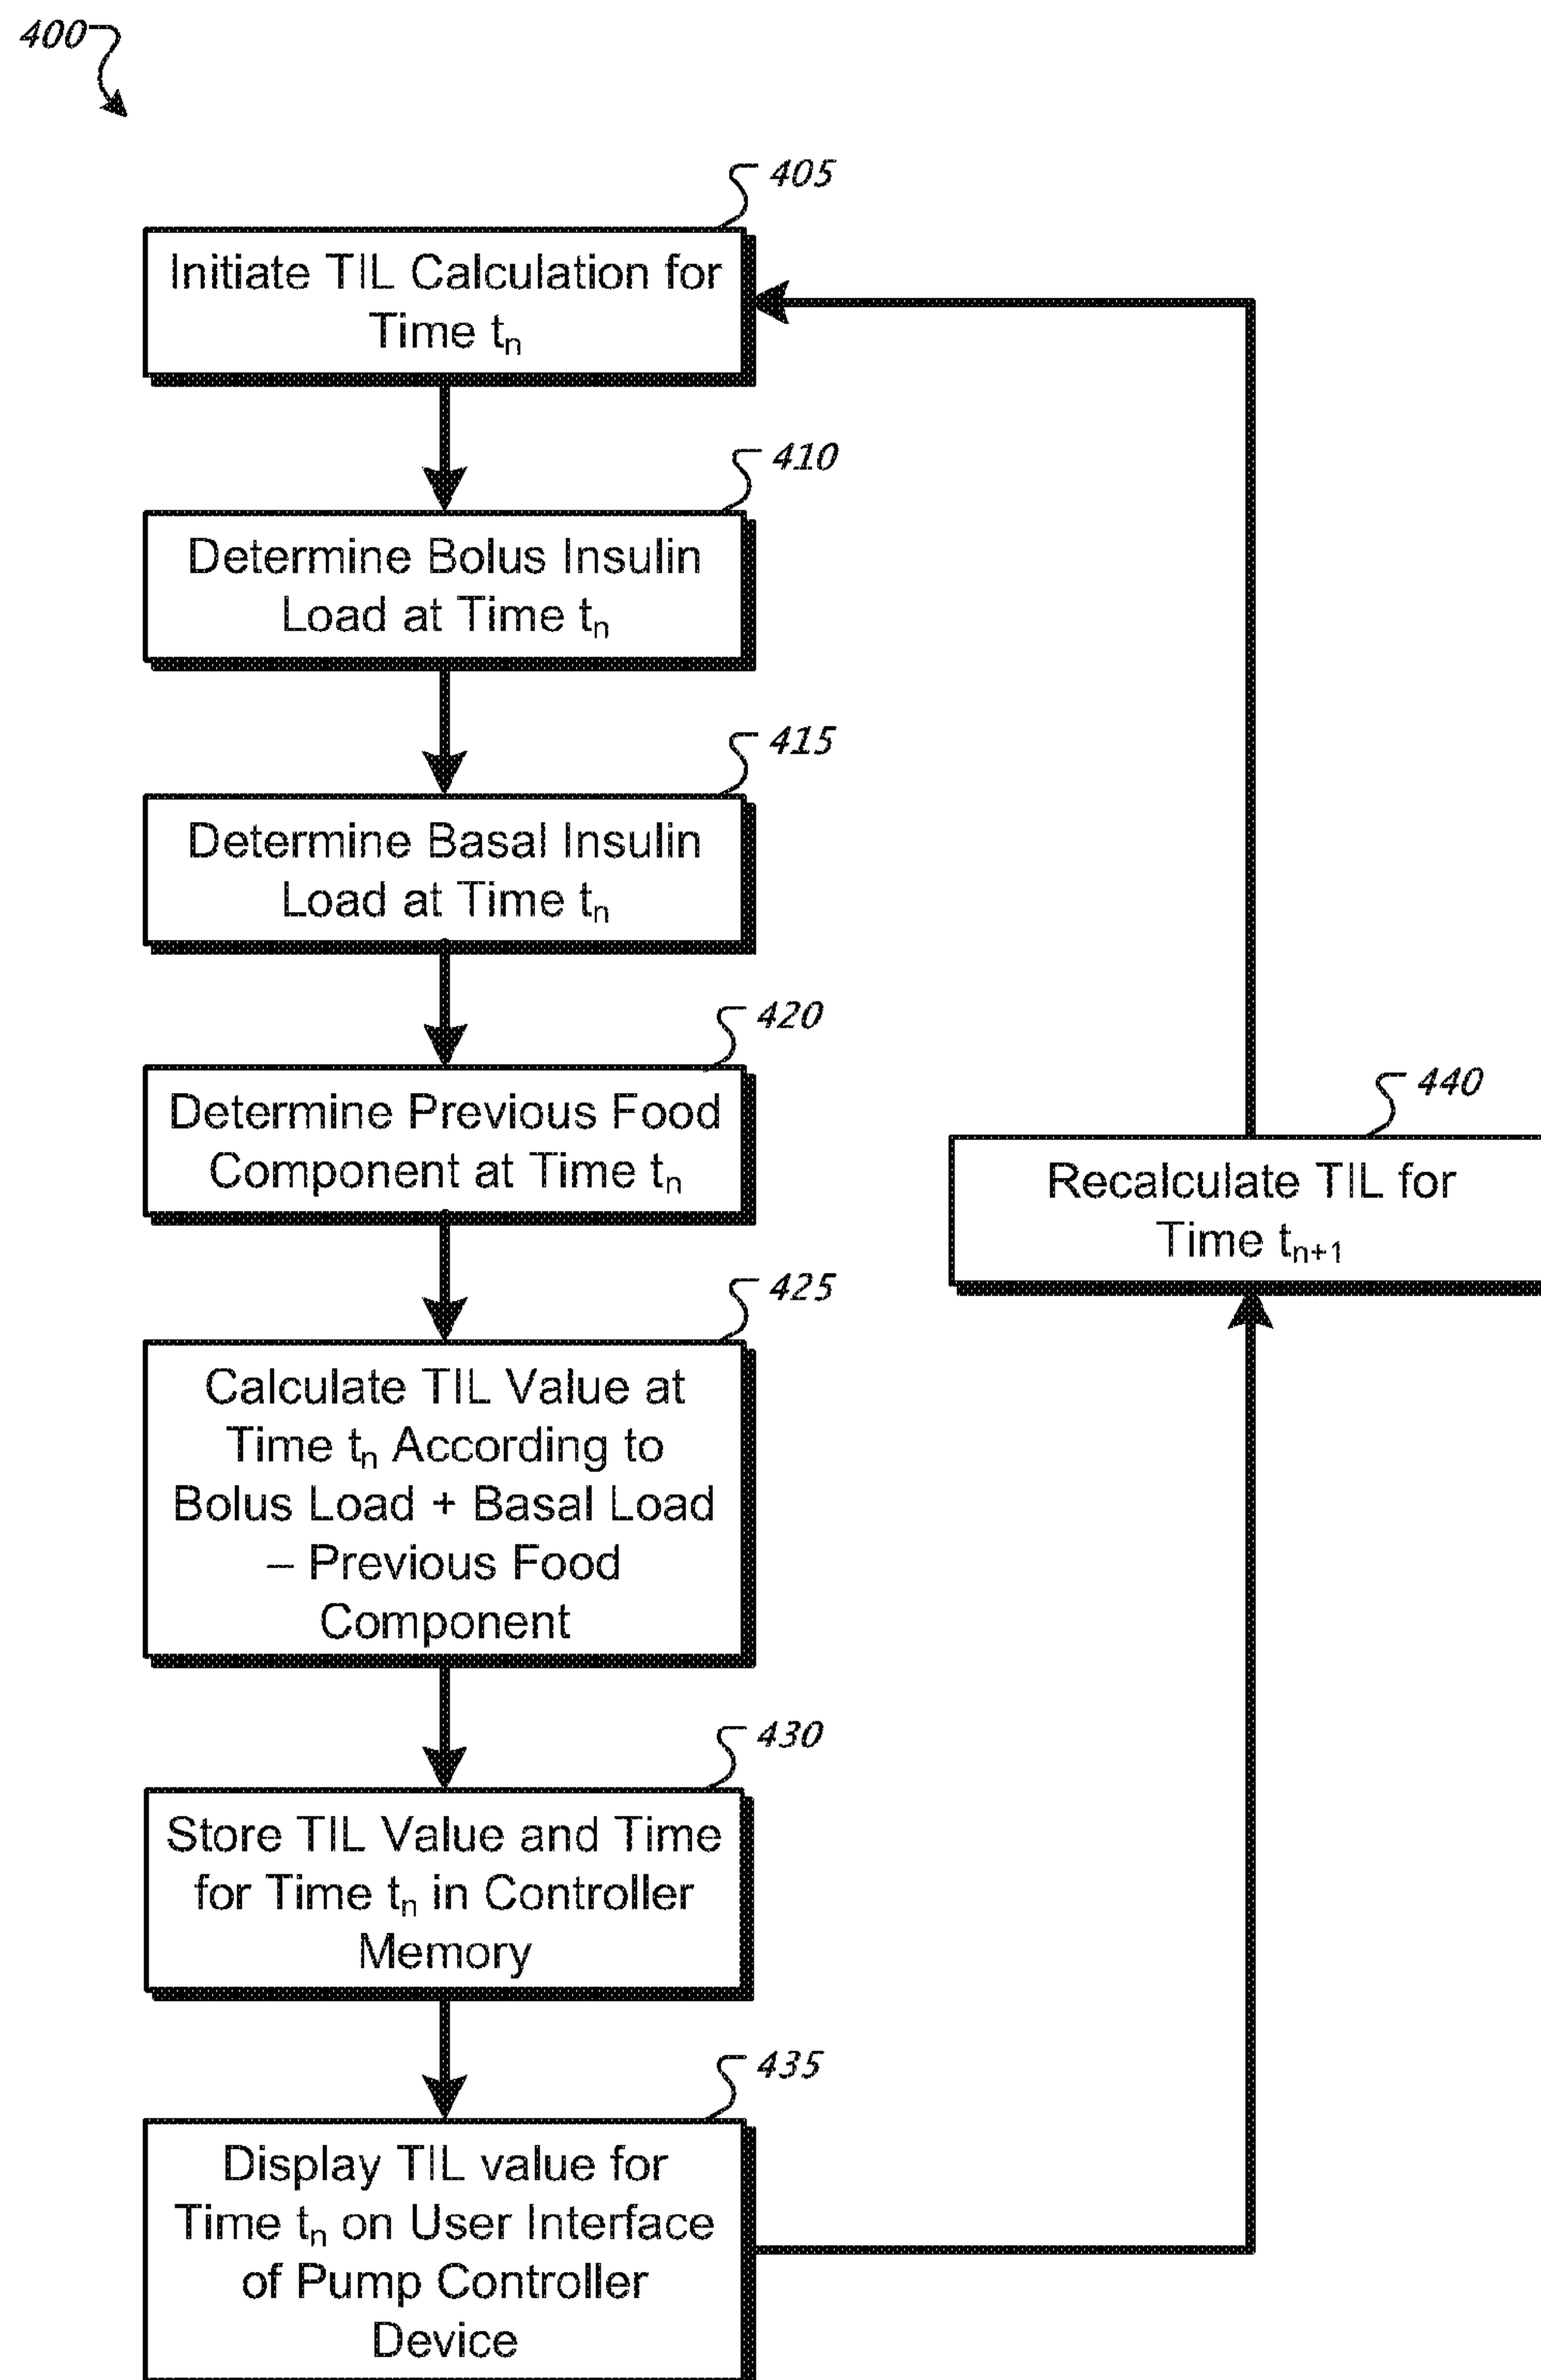 400
405
Initiate TIL Calculation for
Time tn
410
Determine Bolus Insulin
Load at Time tn
415
Determine Basal Insulin
Load at Time tn
420
Determine Previous Food
Component at Time tn
425
Calculate TIL Value at
Time tn According to
Bolus Load + Basal Load
– Previous Food
Component
430
Store TIL Value and Time
for Time tn in Controller
Memory
435
Display TIL value for
Time tn on User Interface
of Pump Controller
Device
440
Recalculate TIL for
Time tn+1